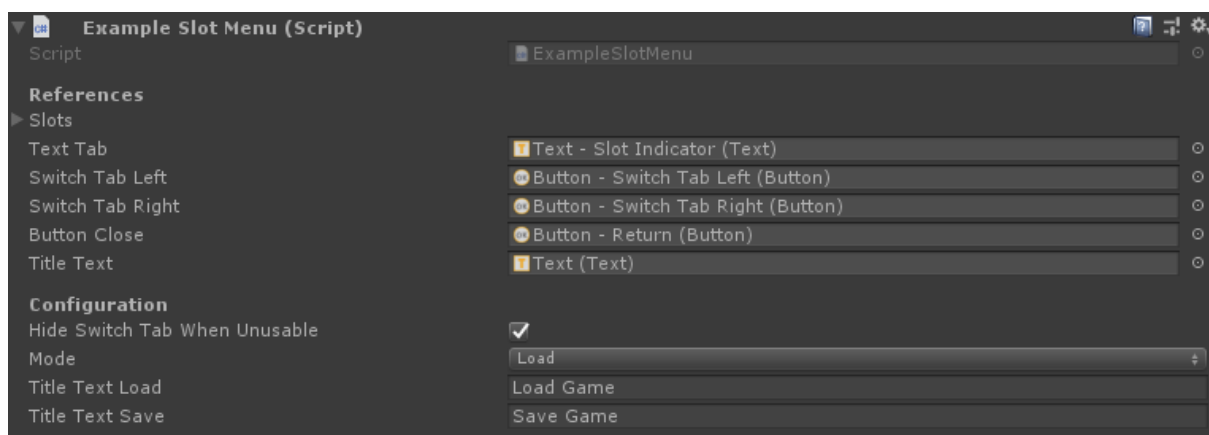 Example Slot Menu (Script)
Script ExampleSlotMenu
References
Slots
Text Tab Text - Slot Indicator (Text)
Switch Tab Left Button - Switch Tab Left (Button)
Switch Tab Right Button - Switch Tab Right (Button)
Button Close Button - Return (Button)
Title Text Text (Text)
Configuration
Hide Switch Tab When Unusable
Mode Load
Title Text Load Load Game
Title Text Save Save Game